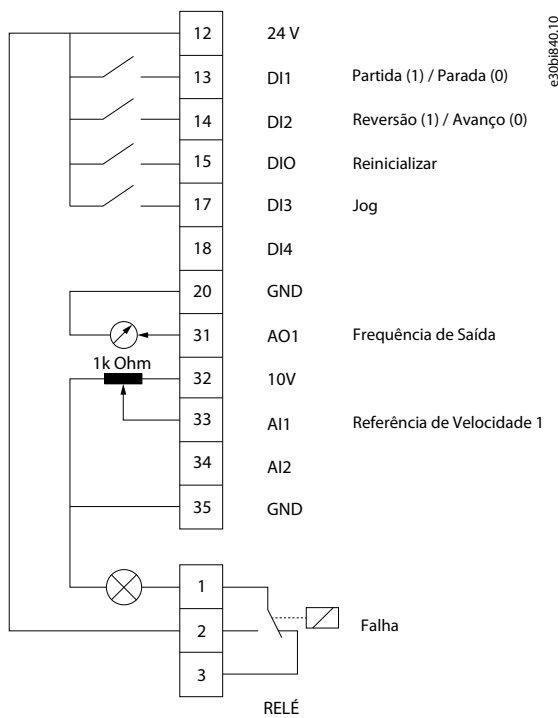 12 24 V
13 DI1 Partida (1) / Parada (0)
14 DI2 Reversão (1) / Avanço (0)
15 DIO Reinicializar
17 DI3 Jog
18 DI4
20 GND
31 AO1 Frequência de Saída
1k Ohm
32 10V
33 AI1 Referência de Velocidade 1
34 AI2
35 GND
1
2
Falha
3
RELÉ
e30bi840.10